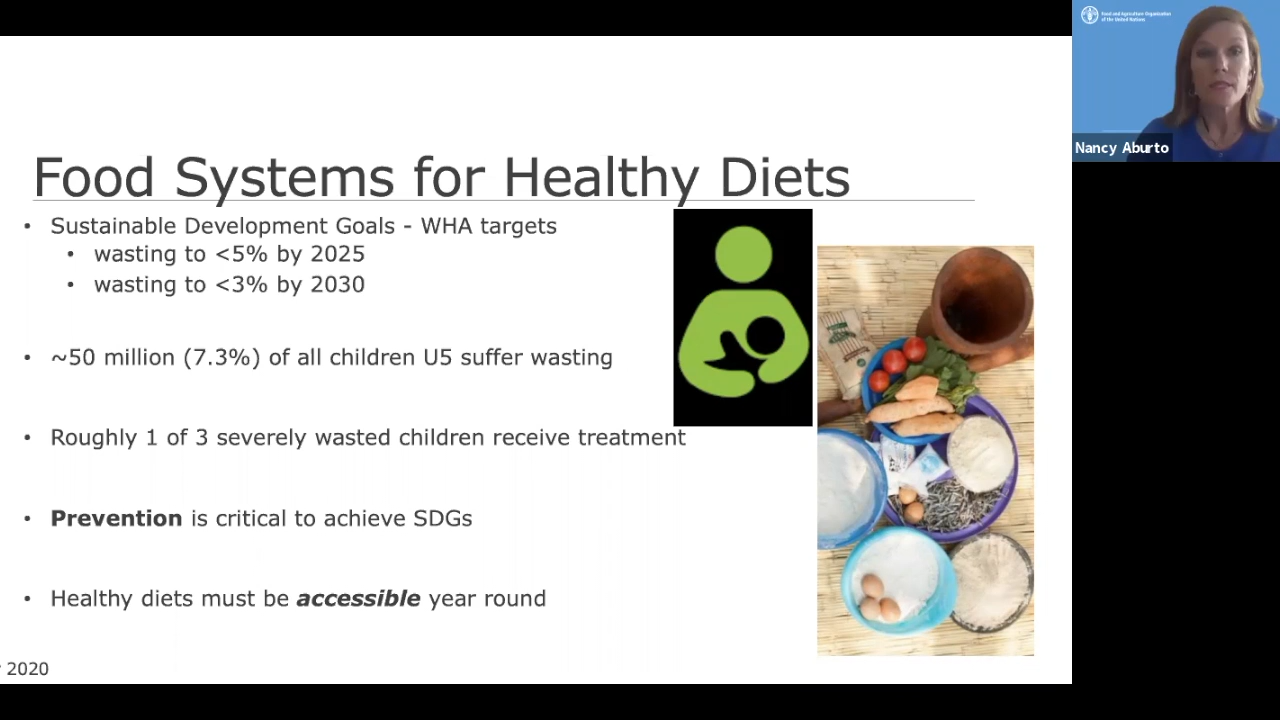 Food and Agriculture Organization
of the United Nations
Nancy Aburto
Food Systems for Healthy Diets
• Sustainable Development Goals - WHA targets
• wasting to <5% by 2025
• wasting to <3% by 2030
• ~50 million (7.3%) of all children U5 suffer wasting
• Roughly 1 of 3 severely wasted children receive treatment
• Prevention is critical to achieve SDGs
• Healthy diets must be accessible year round
2020